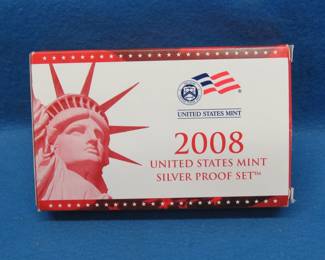 UNITED STATES MINT
2008
UNITED STATES MINT
SILVER PROOF SET™